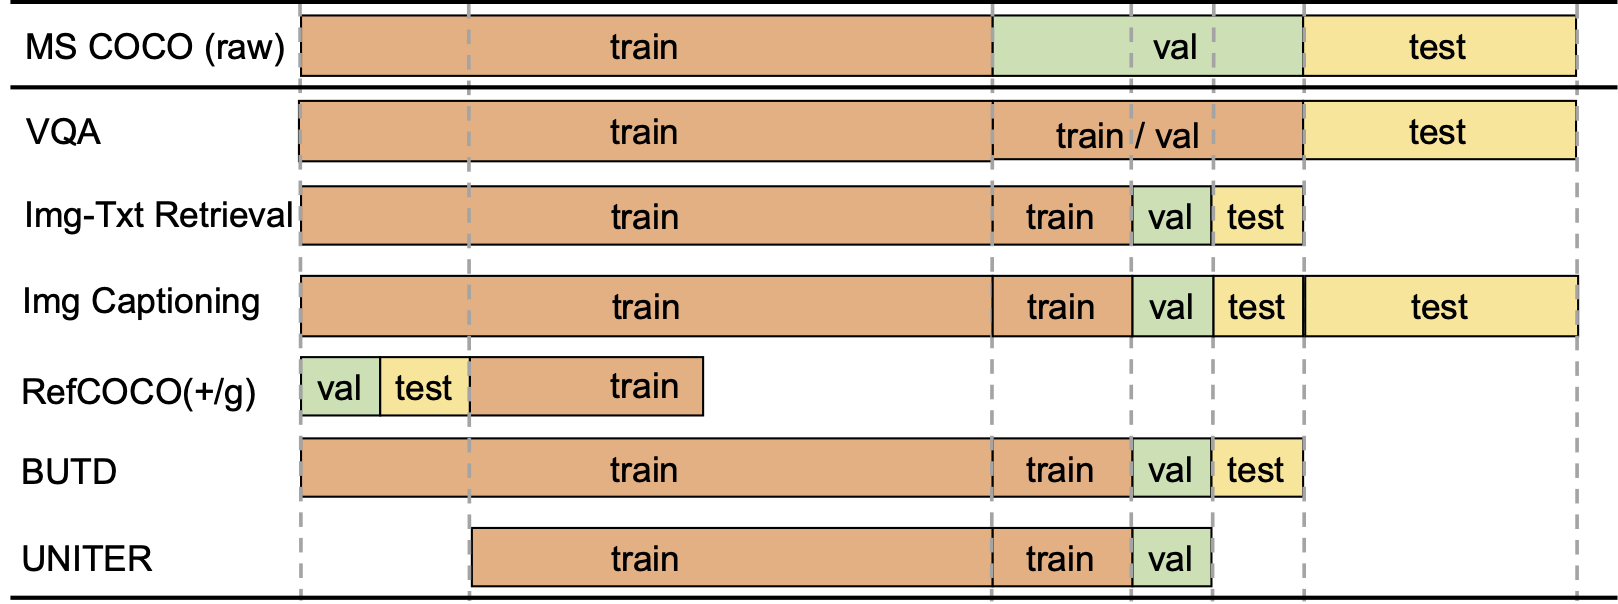 MS COCO (raw) train val test
VQA train train / val test
Img-Txt Retrieval train train val test
Img Captioning train train val test test
RefCOCO(+/g) val test train
BUTD train train val test
UNITER train train val